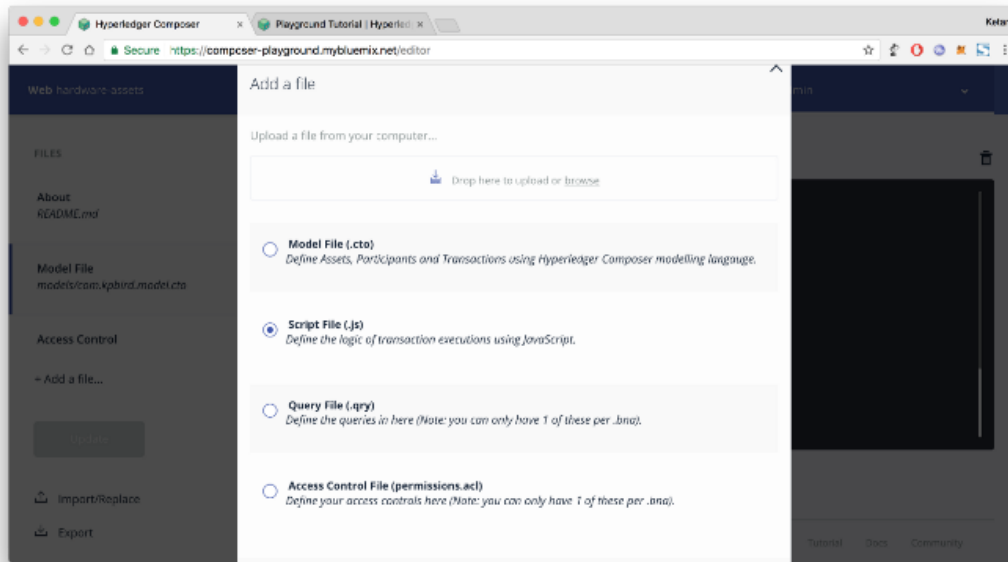 Hyperledger Composer
Playground Tutorial | Hyperled
Ketan
Secure https://composer-playground.mybluemix.net/editor
Web hardware-assets
Add a file
min
Upload a file from your computer...
FILES
Drop here to upload or browse
About
README.md
Model File (.cto)
Define Assets, Participants and Transactions using Hyperledger Composer modelling langauge.
Model File
models/com.kpbird.model.cto
Script File (.js)
Define the logic of transaction executions using JavaScript.
Access Control
+ Add a file...
Query File (.qry)
Define the queries in here (Note: you can only have 1 of these per .bna).
Update
Access Control File (permissions.acl)
Define your access controls here (Note: you can only have 1 of these per .bna).
Import/Replace
Export
Tutorial Docs Community